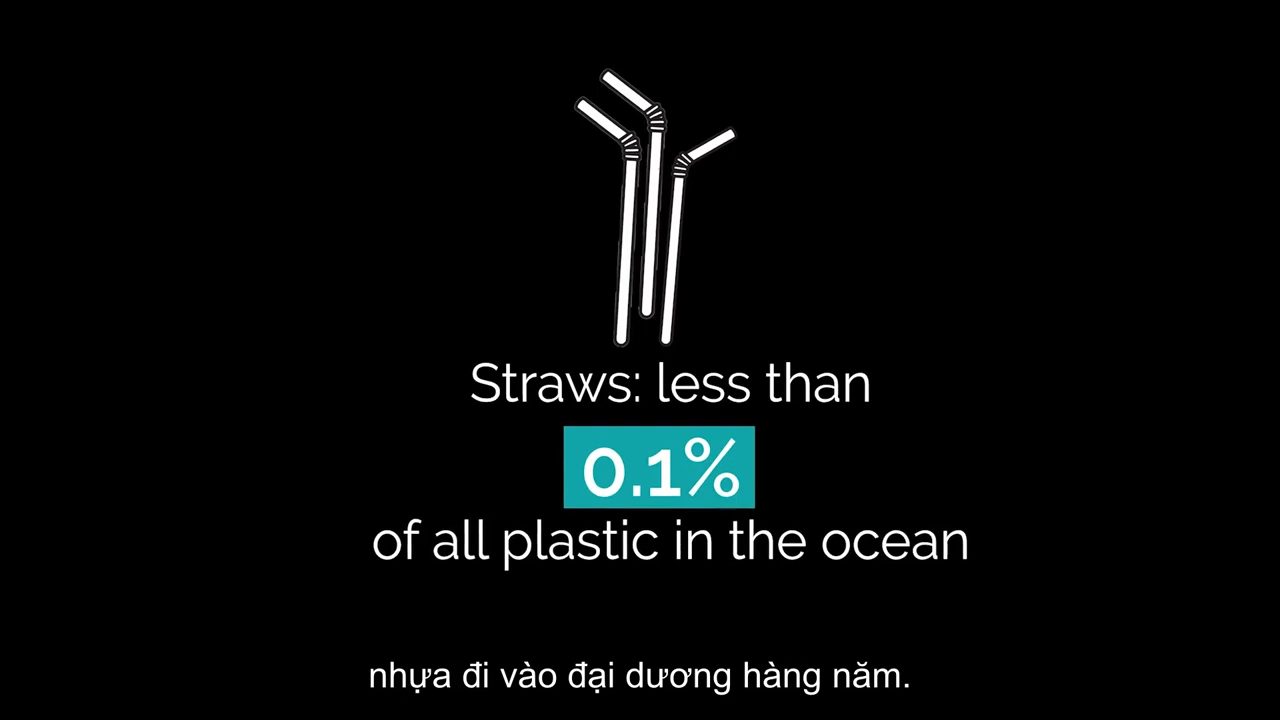 Straws: less than
0.1%
of all plastic in the ocean
nhựa đi vào đại dương hàng năm.